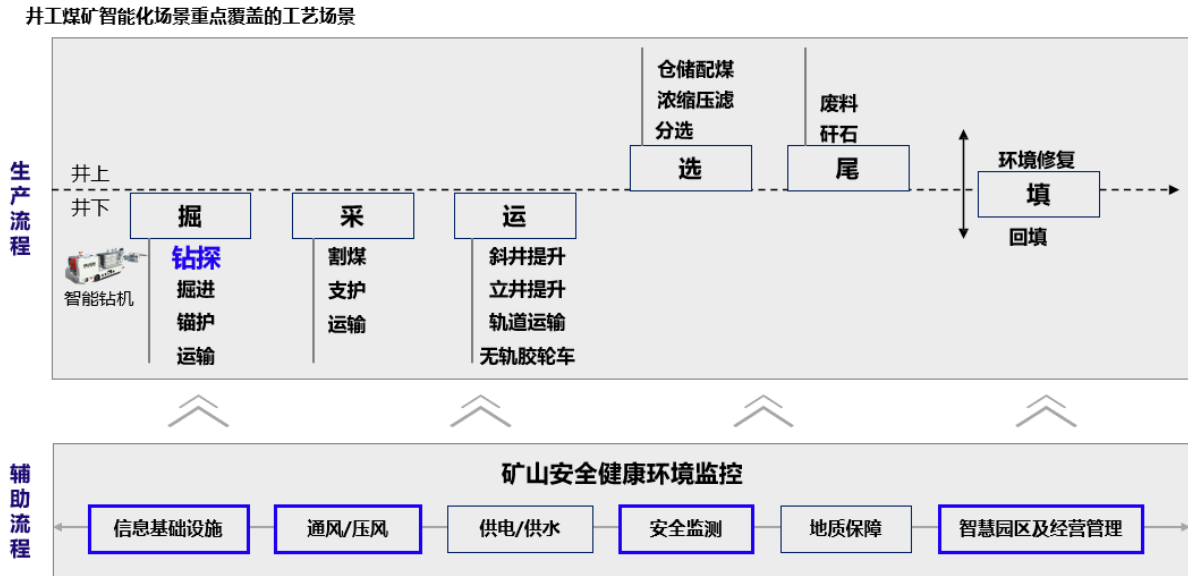 井工煤矿智能化场景重点覆盖的工艺场景
生产流程
井上
井下
智能钻机
掘
钻探
掘进
锚护
运输
采
割煤
支护
运输
运
斜井提升
立井提升
轨道运输
无轨胶轮车
仓储配煤
浓缩压滤
分选
选
废料
矸石
尾
环境修复
填
回填
辅助流程
矿山安全健康环境监控
信息基础设施
通风/压风
供电/供水
安全监测
地质保障
智慧园区及经营管理